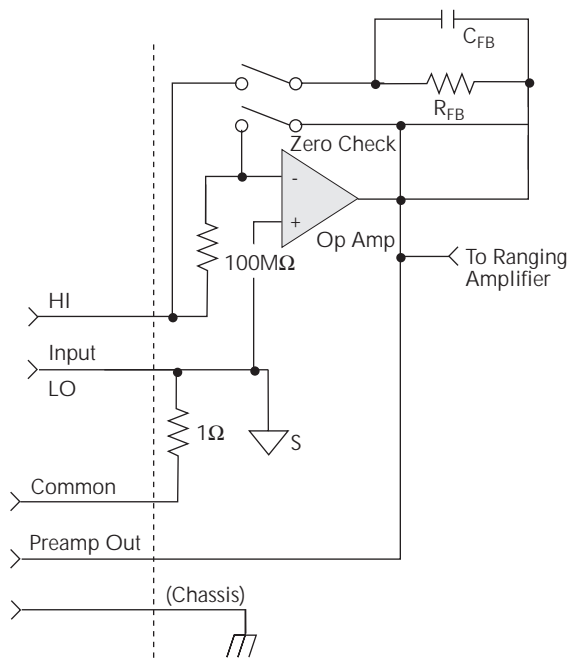 CFB
RFB
Zero Check
-
+
Op Amp
To Ranging
Amplifier
100MΩ
HI
Input
LO
1Ω
S
Common
Preamp Out
(Chassis)